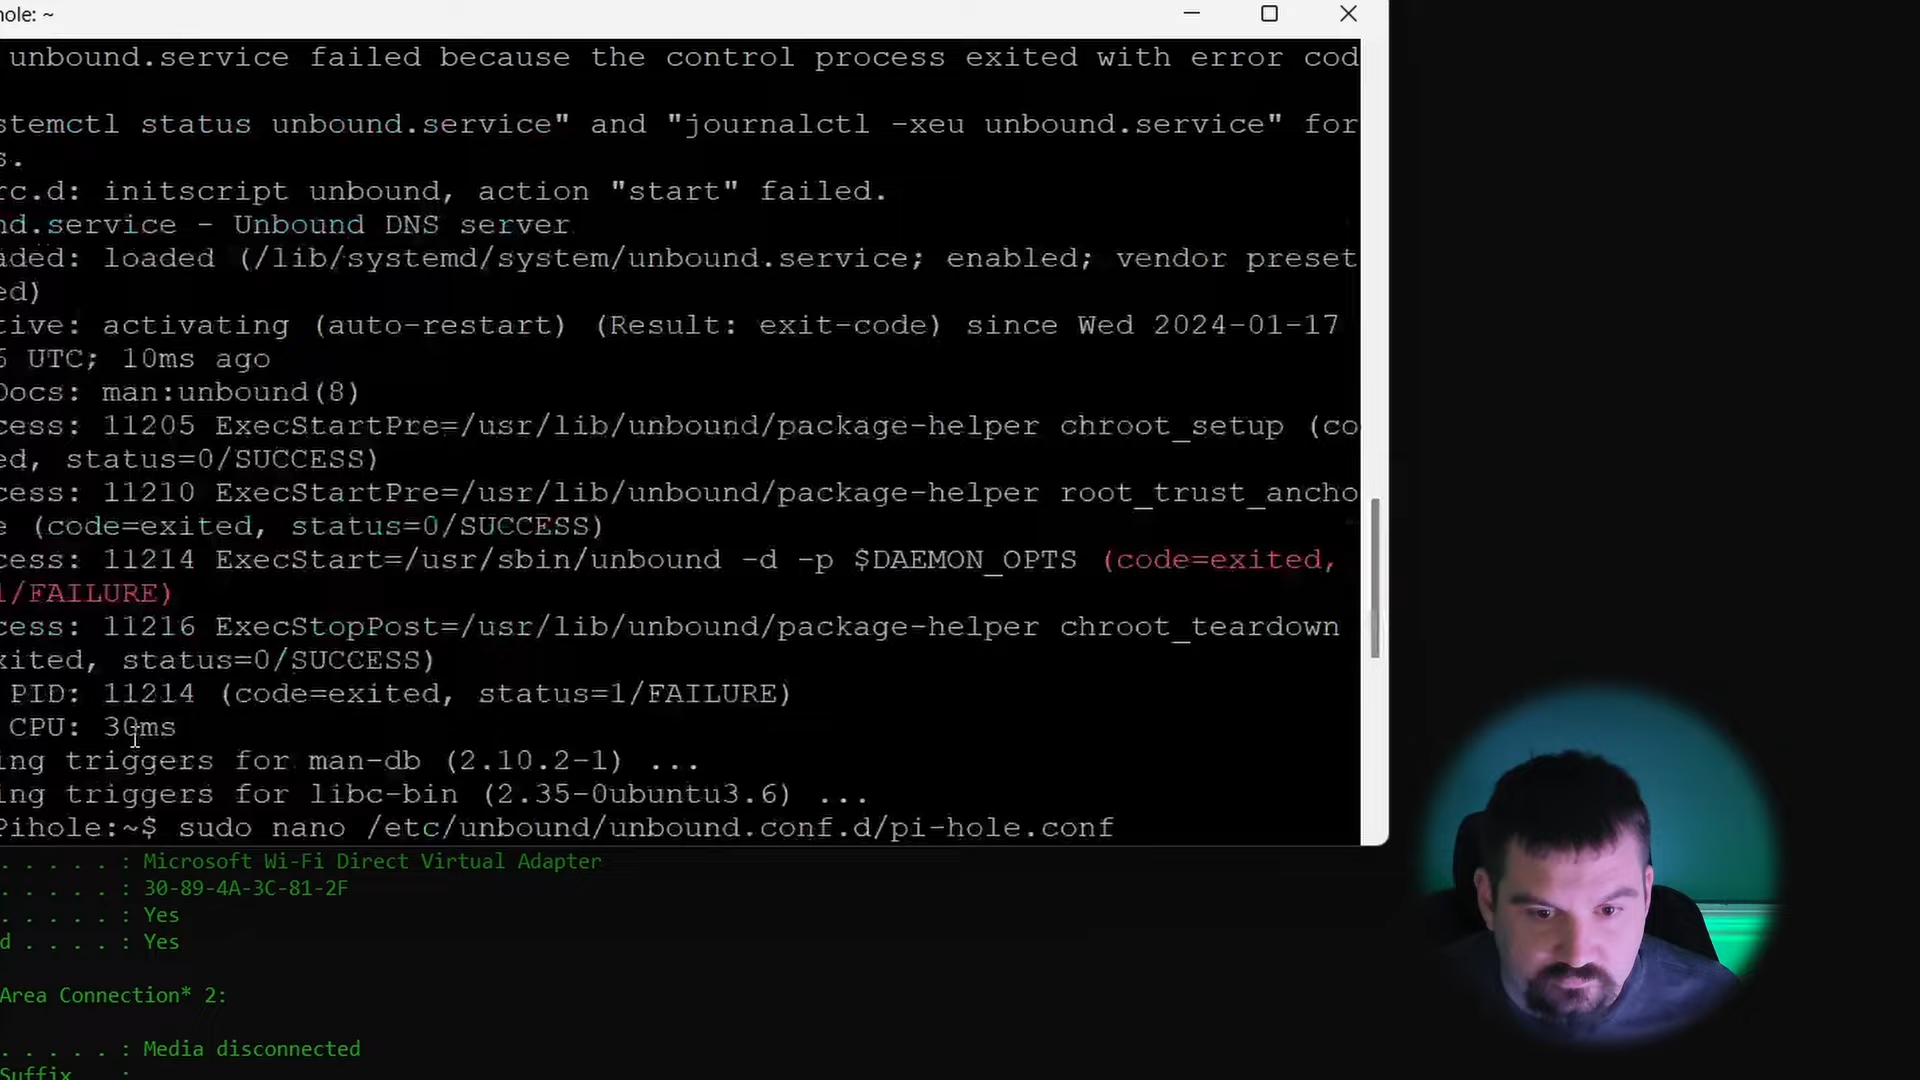 hole: ~
unbound.service failed because the control process exited with error cod
stemctl status unbound.service" and "journalctl -xeu unbound.service" for
s.
rc.d: initscript unbound, action "start" failed.
nd.service - Unbound DNS server
aded: loaded (/lib/systemd/system/unbound.service; enabled; vendor preset
ed)
tive: activating (auto-restart) (Result: exit-code) since Wed 2024-01-17
6 UTC; 10ms ago
Docs: man:unbound(8)
cess: 11205 ExecStartPre=/usr/lib/unbound/package-helper chroot_setup (co
ed, status=0/SUCCESS)
cess: 11210 ExecStartPre=/usr/lib/unbound/package-helper root_trust_ancho
e (code=exited, status=0/SUCCESS)
cess: 11214 ExecStart=/usr/sbin/unbound -d -p $DAEMON_OPTS (code=exited,
1/FAILURE)
cess: 11216 ExecStopPost=/usr/lib/unbound/package-helper chroot_teardown
xited, status=0/SUCCESS)
PID: 11214 (code=exited, status=1/FAILURE)
CPU: 30ms
ing triggers for man-db (2.10.2-1) ...
ing triggers for libc-bin (2.35-0ubuntu3.6) ...
Pihole:~$ sudo nano /etc/unbound/unbound.conf.d/pi-hole.conf
. . . . . : Microsoft Wi-Fi Direct Virtual Adapter
. . . . . : 30-89-4A-3C-81-2F
. . . . . : Yes
d . . . . : Yes
Area Connection* 2:
. . . . . : Media disconnected
Suffix . :